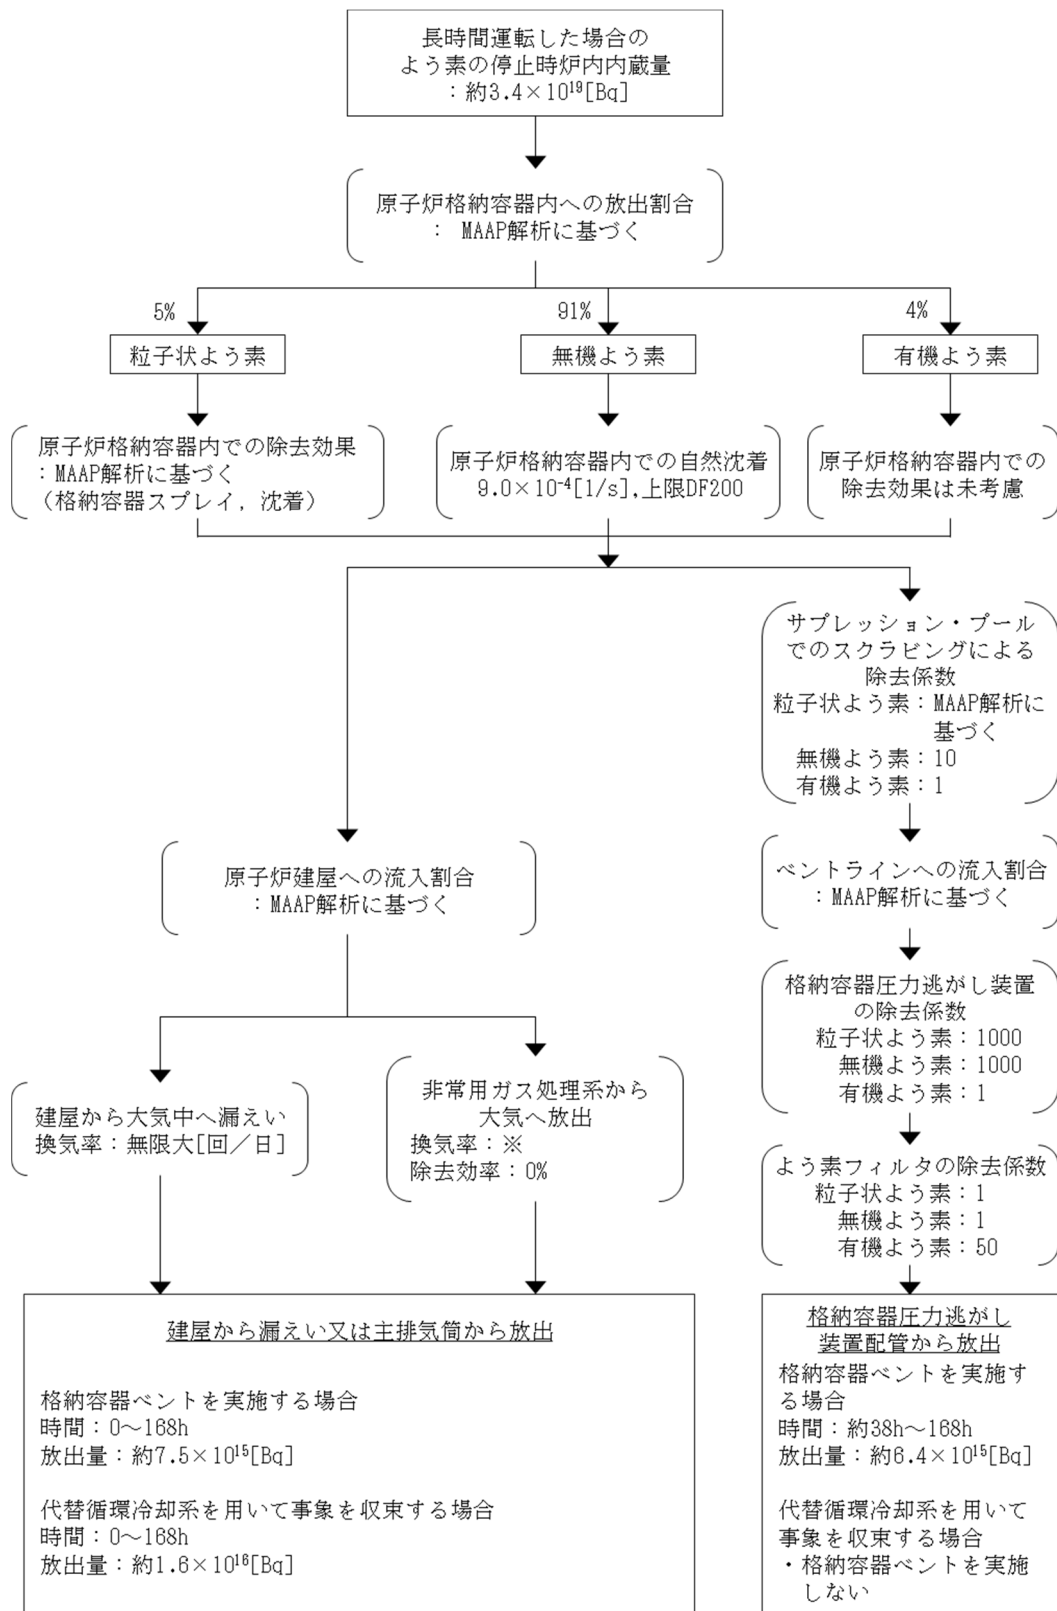 長時間運転した場合の
よう素の停止時炉内内蔵量
：約3.4×10¹⁹[Bq]
原子炉格納容器内への放出割合
： MAAP解析に基づく
5%
91%
4%
粒子状よう素
無機よう素
有機よう素
原子炉格納容器内での除去効果
：MAAP解析に基づく
（格納容器スプレイ，沈着）
原子炉格納容器内での自然沈着
9.0×10⁻⁴[1/s],上限DF200
原子炉格納容器内での
除去効果は未考慮
サプレッション・プール
でのスクラビングによる
除去係数
粒子状よう素：MAAP解析に
基づく
無機よう素：10
有機よう素：1
原子炉建屋への流入割合
：MAAP解析に基づく
ベントラインへの流入割合
：MAAP解析に基づく
格納容器圧力逃がし装置
の除去係数
粒子状よう素：1000
無機よう素：1000
有機よう素：1
建屋から大気中へ漏えい
換気率：無限大[回／日]
非常用ガス処理系から
大気へ放出
換気率：※
除去効率：0%
よう素フィルタの除去係数
粒子状よう素：1
無機よう素：1
有機よう素：50
建屋から漏えい又は主排気筒から放出
格納容器ベントを実施する場合
時間：0～168h
放出量：約7.5×10¹⁵[Bq]
代替循環冷却系を用いて事象を収束する場合
時間：0～168h
放出量：約1.6×10¹⁶[Bq]
格納容器圧力逃がし
装置配管から放出
格納容器ベントを実施す
る場合
時間：約38h～168h
放出量：約6.4×10¹⁵[Bq]
代替循環冷却系を用いて
事象を収束する場合
・格納容器ベントを実施
しない